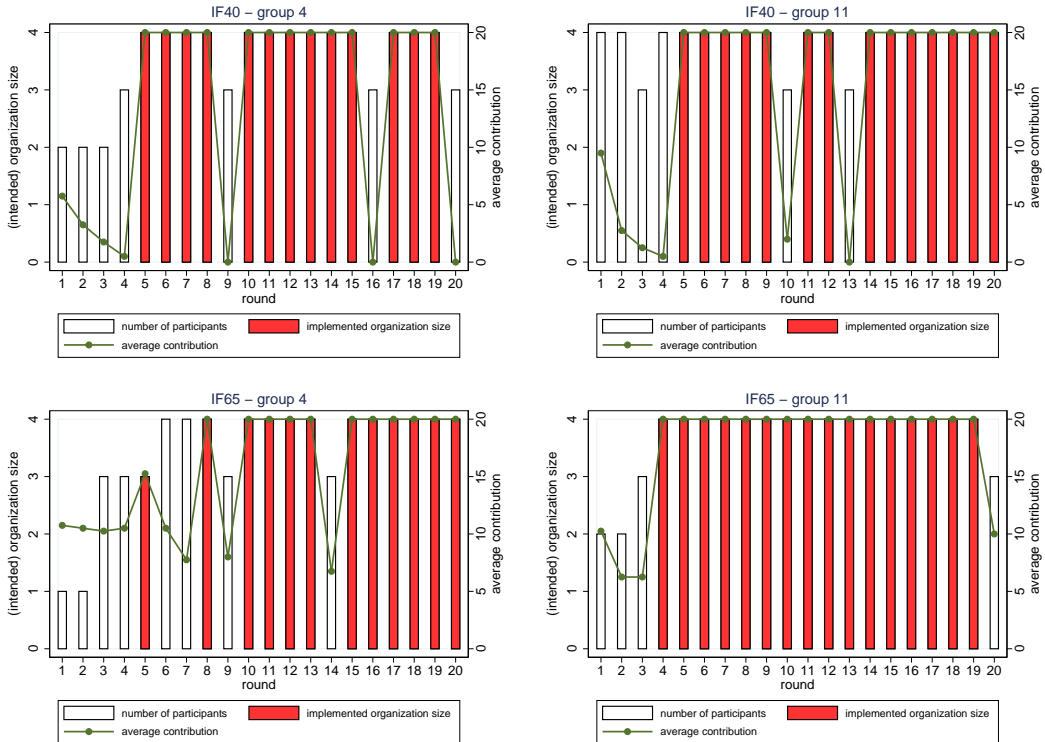 IF40 – group 4
4
3
2
1
0
(intended) organization size
20
15
10
5
0
average contribution
1 2 3 4 5 6 7 8 9 10 11 12 13 14 15 16 17 18 19 20
round
number of participants implemented organization size
average contribution
IF40 – group 11
4
3
2
1
0
(intended) organization size
20
15
10
5
0
average contribution
1 2 3 4 5 6 7 8 9 10 11 12 13 14 15 16 17 18 19 20
round
number of participants implemented organization size
average contribution
IF65 – group 4
4
3
2
1
0
(intended) organization size
20
15
10
5
0
average contribution
1 2 3 4 5 6 7 8 9 10 11 12 13 14 15 16 17 18 19 20
round
number of participants implemented organization size
average contribution
IF65 – group 11
4
3
2
1
0
(intended) organization size
20
15
10
5
0
average contribution
1 2 3 4 5 6 7 8 9 10 11 12 13 14 15 16 17 18 19 20
round
number of participants implemented organization size
average contribution